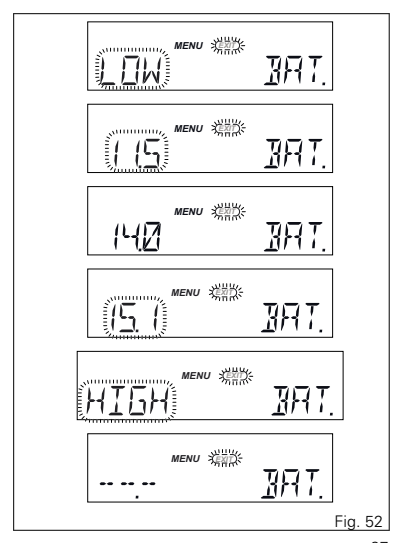 MENU EXIT
LOW BAT.
MENU EXIT
11.5 BAT.
MENU EXIT
14.0 BAT.
MENU EXIT
15.1 BAT.
MENU EXIT
HIGH BAT.
MENU EXIT
--.- BAT.
Fig. 52